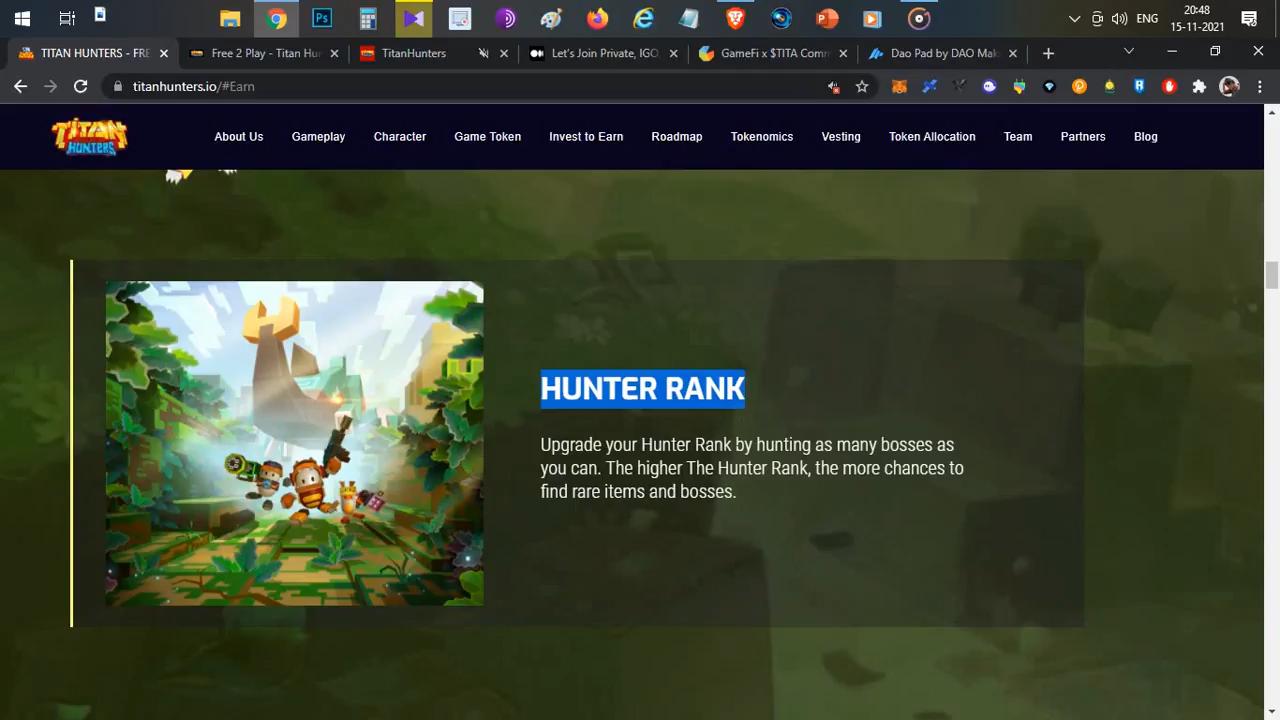 20:48
ENG
15-11-2021
TITAN HUNTERS - FRE
Free 2 Play - Titan Hun
TitanHunters
Let's Join Private, IGO,
GameFi x $TITA Comm
Dao Pad by DAO Make
titanhunters.io/#Earn
TITAN
HUNTERS
About Us
Gameplay
Character
Game Token
Invest to Earn
Roadmap
Tokenomics
Vesting
Token Allocation
Team
Partners
Blog
HUNTER RANK
Upgrade your Hunter Rank by hunting as many bosses as
you can. The higher The Hunter Rank, the more chances to
find rare items and bosses.